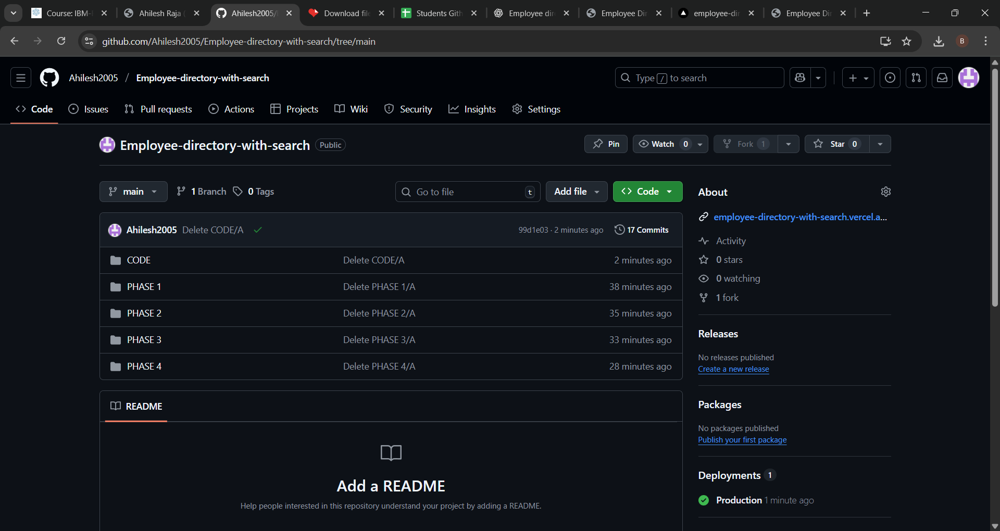 Course: IBM-
Ahilesh Raja (
Ahilesh2005/
Download file
Students Gith
Employee di
Employee Di
employee-di
Employee Di
github.com/Ahilesh2005/Employee-directory-with-search/tree/main
B
Ahilesh2005 / Employee-directory-with-search
Type / to search
Code
Issues
Pull requests
Actions
Projects
Wiki
Security
Insights
Settings
Employee-directory-with-search Public
Pin
Watch 0
Fork 1
Star 0
main
1 Branch
0 Tags
Go to file t
Add file
Code
Ahilesh2005 Delete CODE/A
99d1e03 · 2 minutes ago
17 Commits
CODE Delete CODE/A 2 minutes ago
PHASE 1 Delete PHASE 1/A 38 minutes ago
PHASE 2 Delete PHASE 2/A 35 minutes ago
PHASE 3 Delete PHASE 3/A 33 minutes ago
PHASE 4 Delete PHASE 4/A 28 minutes ago
README
Add a README
Help people interested in this repository understand your project by adding a README.
About
employee-directory-with-search.vercel.a...
Activity
0 stars
0 watching
1 fork
Releases
No releases published
Create a new release
Packages
No packages published
Publish your first package
Deployments 1
Production 1 minute ago